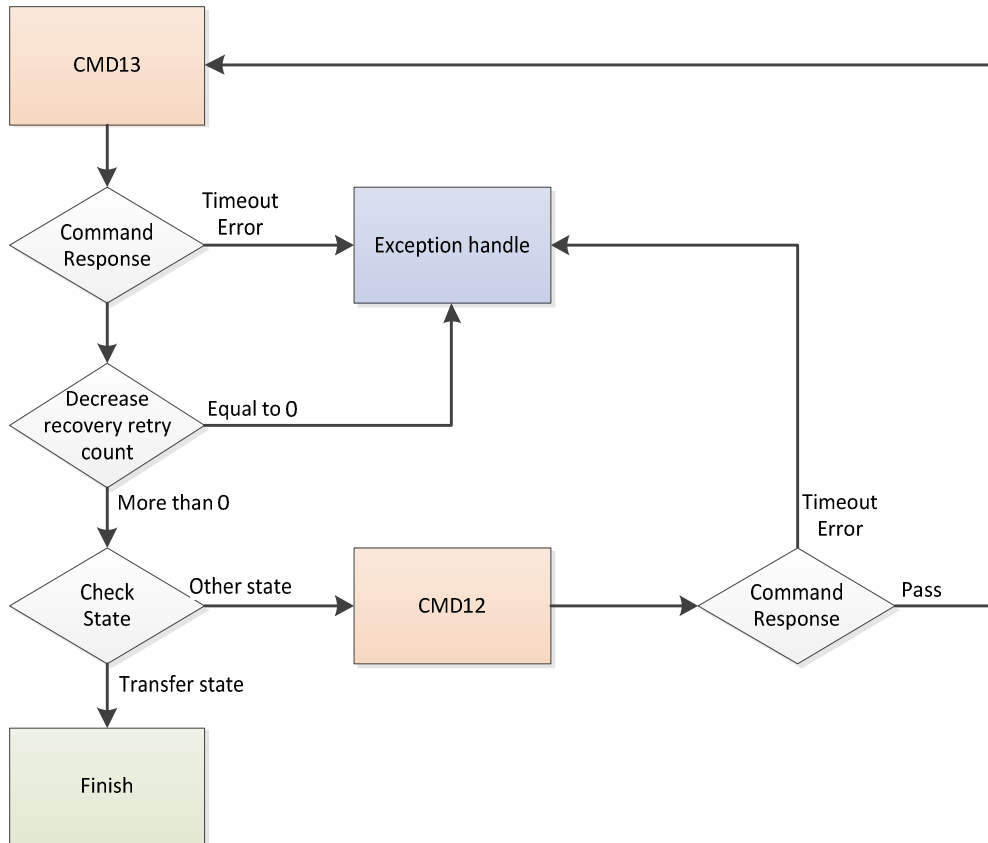 CMD13
Timeout
Error
Command
Response
Exception handle
Decrease
recovery retry
count
Equal to 0
More than 0
Timeout
Error
Check
State
Other state
CMD12
Command
Response
Pass
Transfer state
Finish